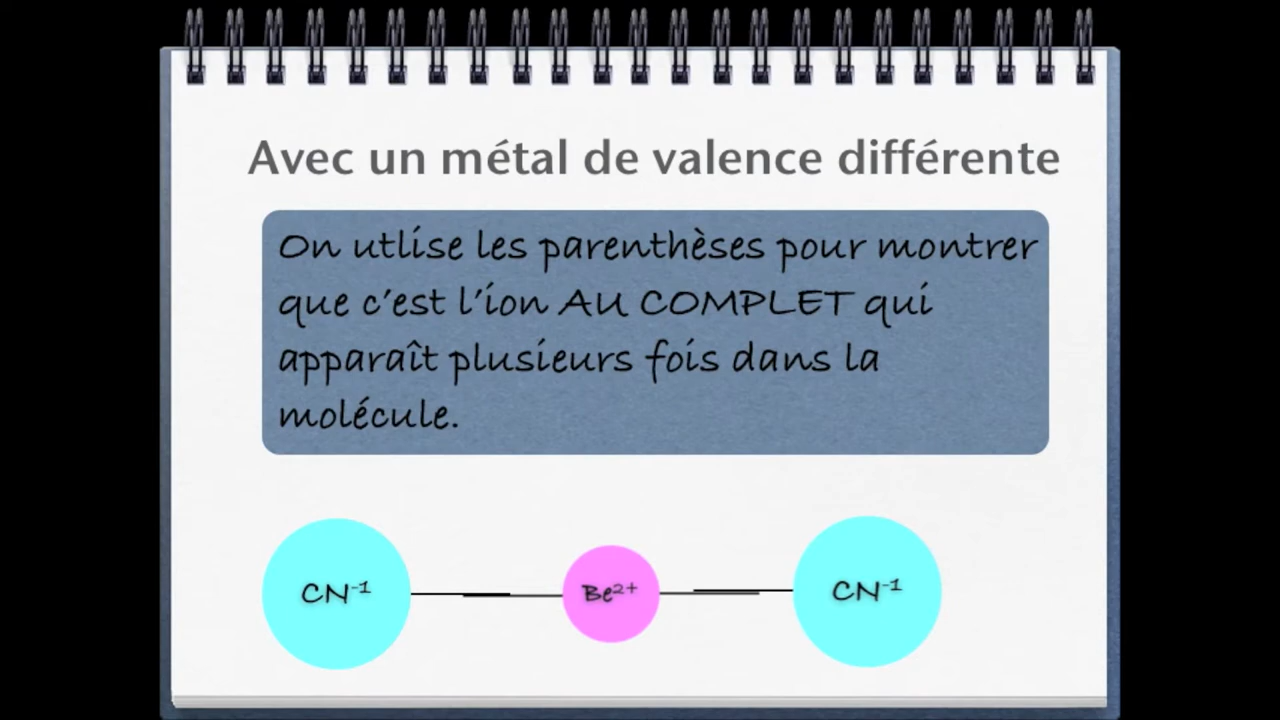 Avec un métal de valence différente
On utlise les parenthèses pour montrer
que c'est l'ion AU COMPLET qui
apparaît plusieurs fois dans la
molécule.
CN⁻¹ Be²⁺ CN⁻¹